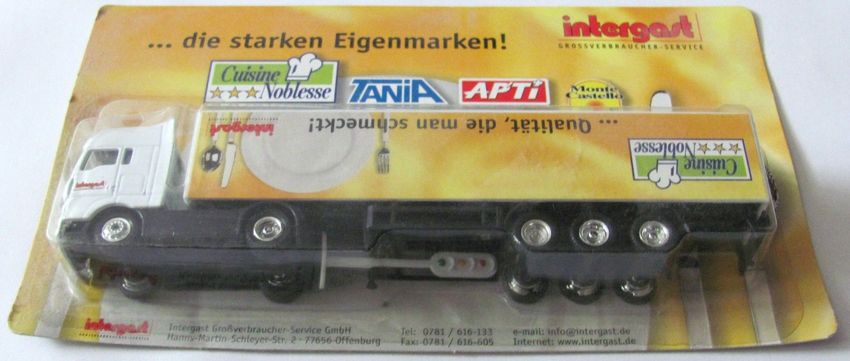 ... die starken Eigenmarken!
intergast
GROSSVERBRAUCHER-SERVICE
Cuisine Noblesse
TANIA
APTi
Monte Castello
intergast
... Qualität, die man schmeckt!
Cuisine Noblesse
intergast
intergast
Intergast Großverbraucher-Service GmbH
Hanns-Martin-Schleyer-Str. 2 - 77656 Offenburg
Tel: 0781 / 616-133
Fax: 0781 / 616-605
e-mail: info@intergast.de
Internet: www.intergast.de